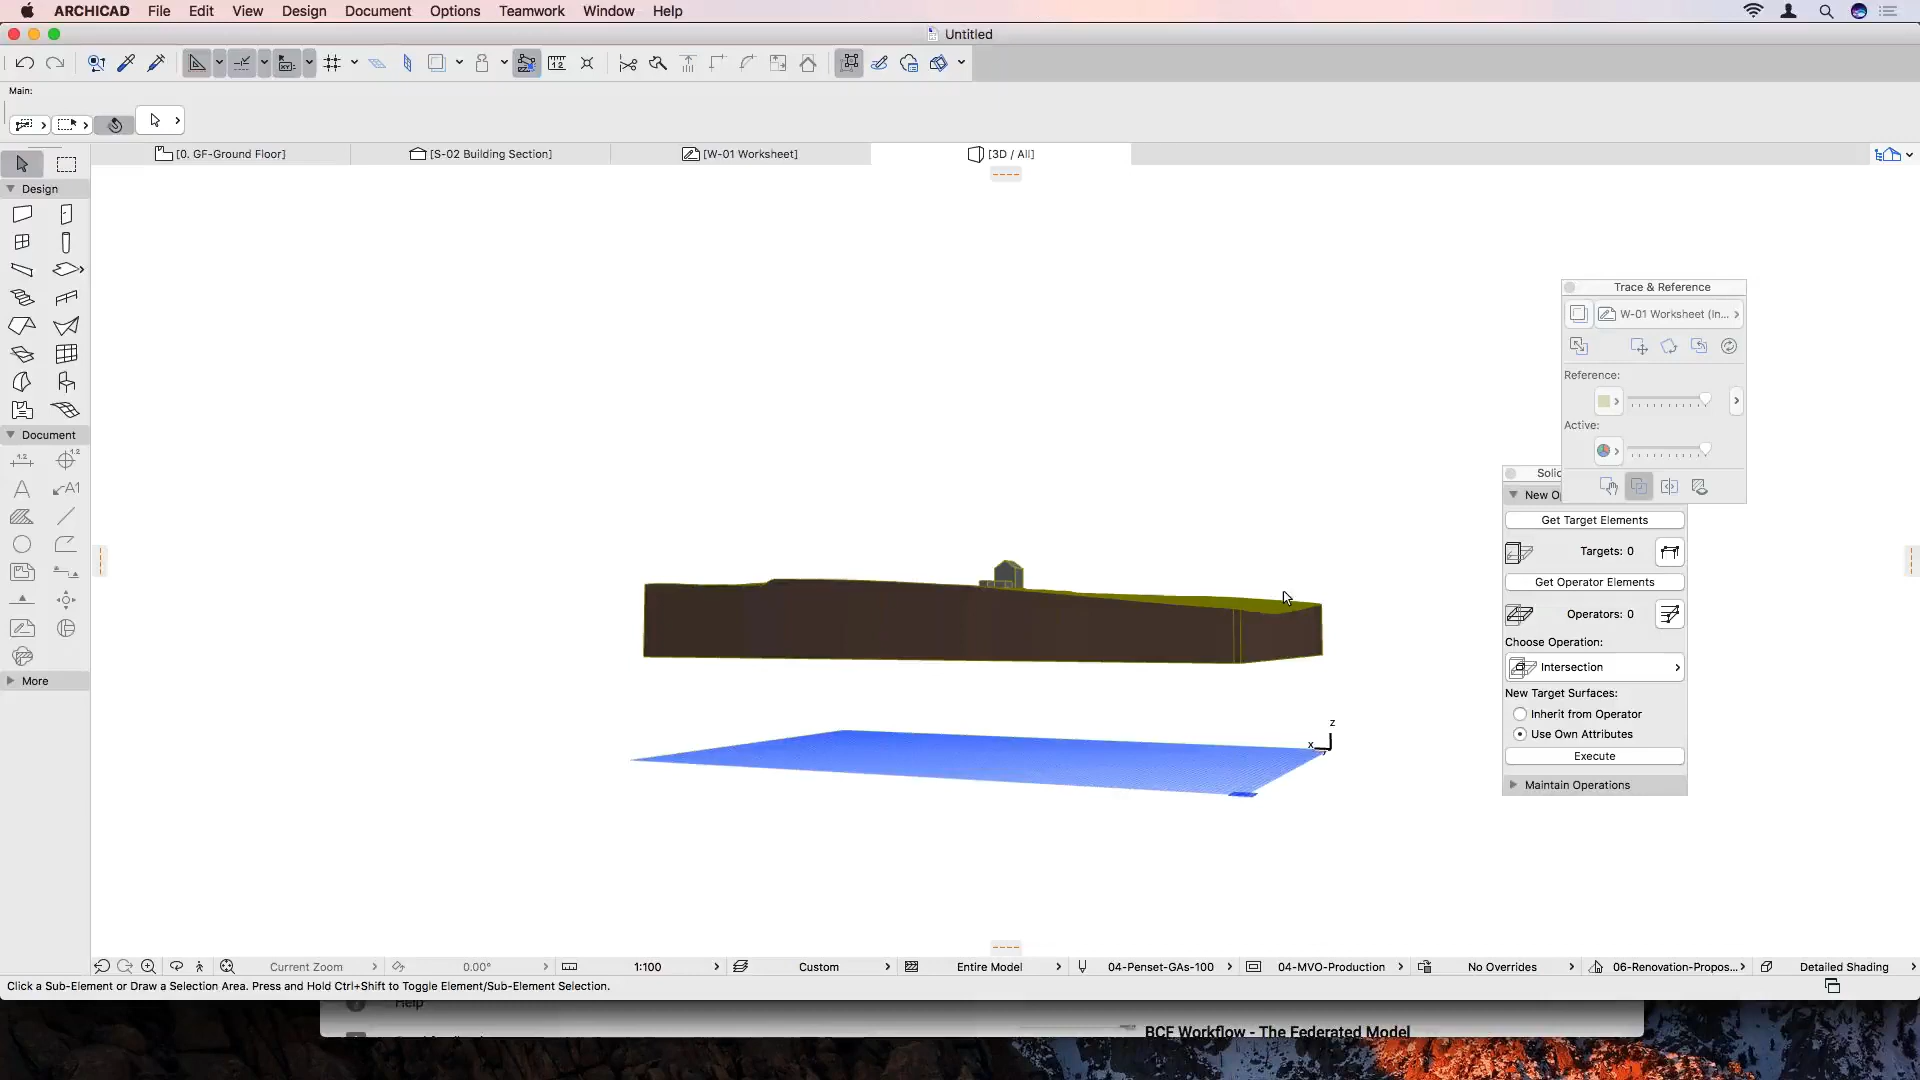 ARCHICAD File Edit View Design Document Options Teamwork Window Help
Untitled
Main:
[0. GF-Ground Floor] [S-02 Building Section] [W-01 Worksheet] [3D / All]
Design
Document
More
Trace & Reference
W-01 Worksheet (In...
Reference:
Active:
Solid
New O
Get Target Elements
Targets: 0
Get Operator Elements
Operators: 0
Choose Operation:
Intersection
New Target Surfaces:
Inherit from Operator
Use Own Attributes
Execute
Maintain Operations
z
x
Current Zoom 0.00° 1:100 Custom Entire Model 04-Penset-GAs-100 04-MVO-Production No Overrides 06-Renovation-Propos... Detailed Shading
Click a Sub-Element or Draw a Selection Area. Press and Hold Ctrl+Shift to Toggle Element/Sub-Element Selection.
Help
BCF Workflow - The Federated Model